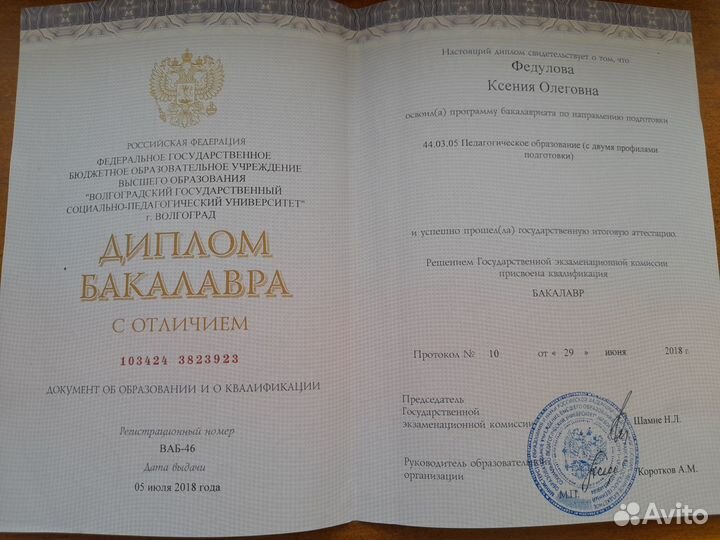 РОССИЙСКАЯ ФЕДЕРАЦИЯ
ФЕДЕРАЛЬНОЕ ГОСУДАРСТВЕННОЕ
БЮДЖЕТНОЕ ОБРАЗОВАТЕЛЬНОЕ УЧРЕЖДЕНИЕ
ВЫСШЕГО ОБРАЗОВАНИЯ
"ВОЛГОГРАДСКИЙ ГОСУДАРСТВЕННЫЙ
СОЦИАЛЬНО-ПЕДАГОГИЧЕСКИЙ УНИВЕРСИТЕТ"
г. ВОЛГОГРАД
ДИПЛОМ
БАКАЛАВРА
С ОТЛИЧИЕМ
103424 3823923
ДОКУМЕНТ ОБ ОБРАЗОВАНИИ И О КВАЛИФИКАЦИИ
Регистрационный номер
ВАБ-46
Дата выдачи
05 июля 2018 года
Настоящий диплом свидетельствует о том, что
Федулова
Ксения Олеговна
освоил(а) программу бакалавриата по направлению подготовки
44.03.05 Педагогическое образование (с двумя профилями
подготовки)
и успешно прошел(ла) государственную итоговую аттестацию
Решением Государственной экзаменационной комиссии
присвоена квалификация
БАКАЛАВР
Протокол № 10 от « 29 » июня 2018 г.
Председатель
Государственной
экзаменационной комиссии
Шамне Н.Л.
Руководитель образовательной
организации
Коротков А.М.
М.П.
Avito